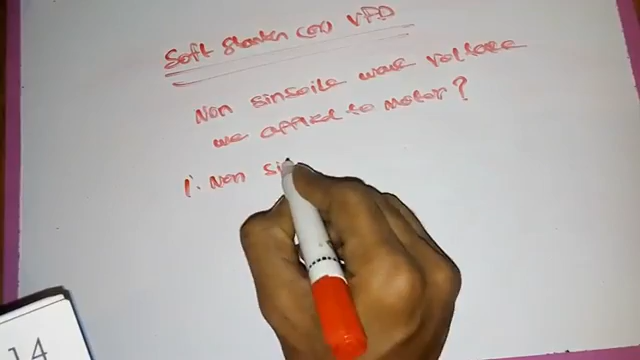 Soft Starter (or) VFD
Non sinsoile wave voltage
we applied to Motor?
1. Non si
14